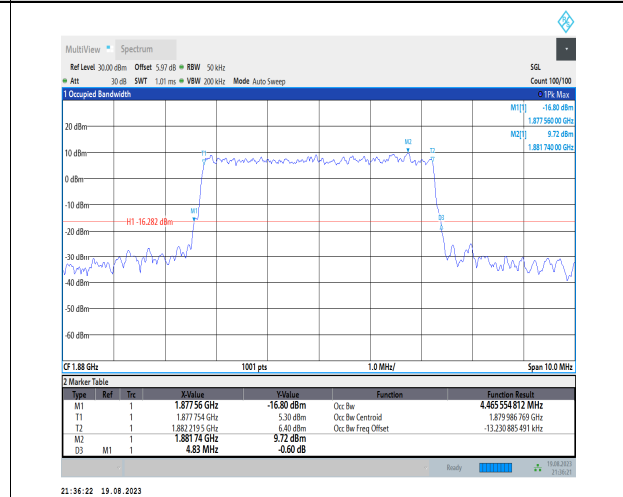 MultiView Spectrum
Ref Level 30.00 dBm Offset 5.97 dB RBW 50 kHz SGL
Att 30 dB SWT 1.01 ms VBW 200 kHz Mode Auto Sweep Count 100/100
1 Occupied Bandwidth 1Pk Max
M1[1] -16.80 dBm
1.877 560 00 GHz
M2[1] 9.72 dBm
1.881 740 00 GHz
20 dBm
M2
10 dBm T1 T2
0 dBm
-10 dBm
M1 D3
H1 -16.282 dBm
-20 dBm
-30 dBm
-40 dBm
-50 dBm
-60 dBm
CF 1.88 GHz 1001 pts 1.0 MHz/ Span 10.0 MHz
2 Marker Table
Type Ref Trc X-Value Y-Value Function Function Result
M1 1 1.877 56 GHz -16.80 dBm Occ Bw 4.465 554 812 MHz
T1 1 1.877 754 GHz 5.30 dBm Occ Bw Centroid 1.879 986 769 GHz
T2 1 1.882 219 5 GHz 6.40 dBm Occ Bw Freq Offset -13.230 885 491 kHz
M2 1 1.881 74 GHz 9.72 dBm
D3 M1 1 4.83 MHz -0.60 dB
Ready 19.08.2023
21:36:21
21:36:22 19.08.2023